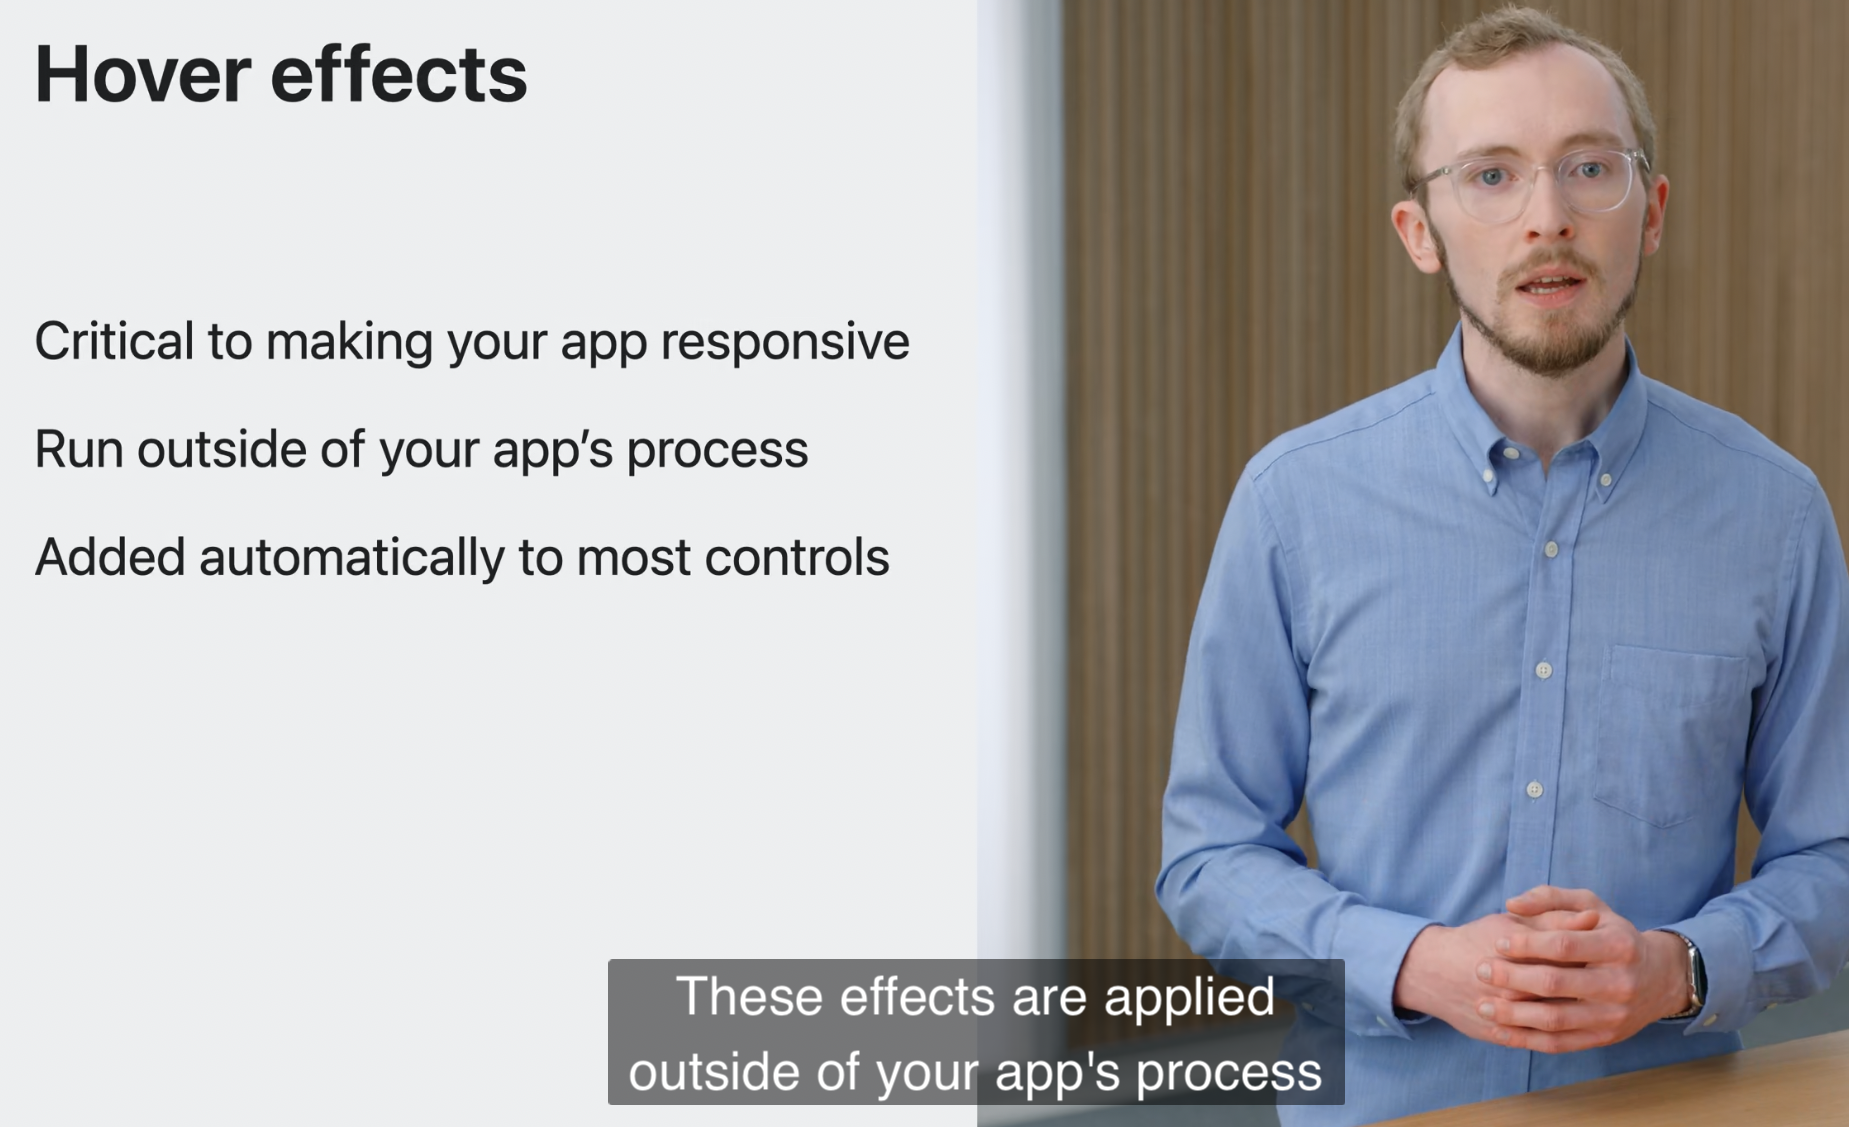 Hover effects
Critical to making your app responsive
Run outside of your app’s process
Added automatically to most controls
These effects are applied
outside of your app's process